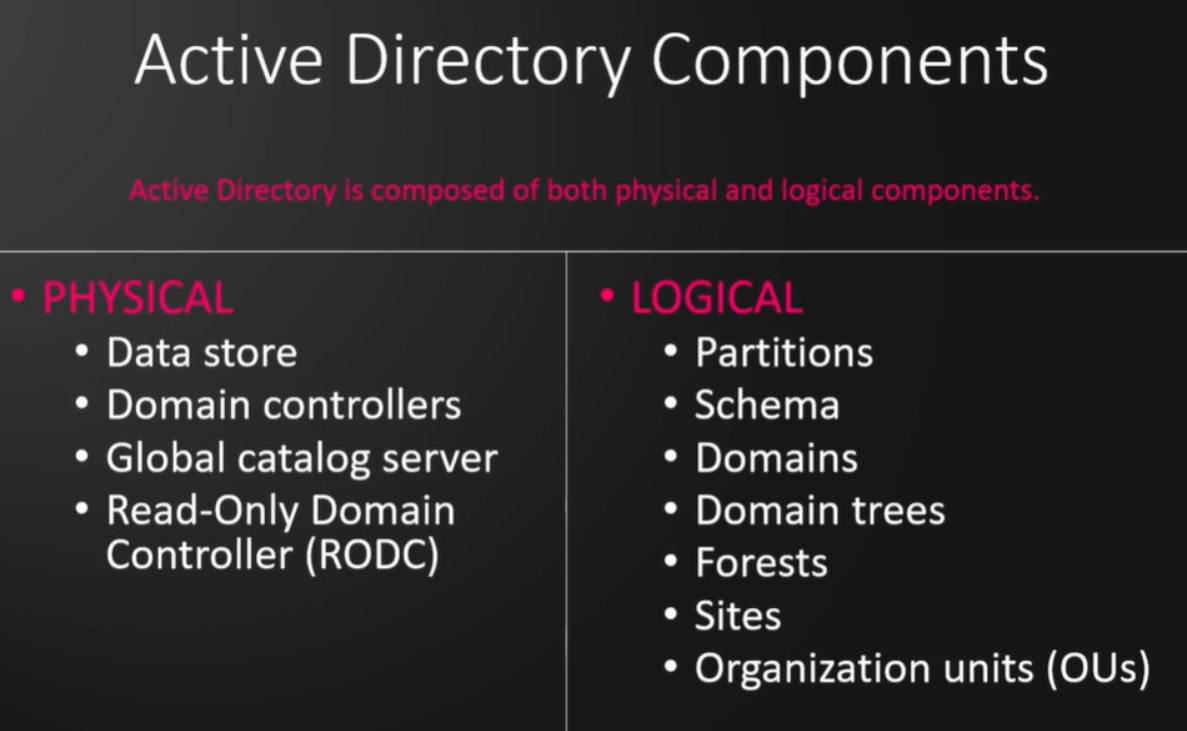 Active Directory Components
Active Directory is composed of both physical and logical components.
• PHYSICAL
• Data store
• Domain controllers
• Global catalog server
• Read-Only Domain
Controller (RODC)
• LOGICAL
• Partitions
• Schema
• Domains
• Domain trees
• Forests
• Sites
• Organization units (OUs)